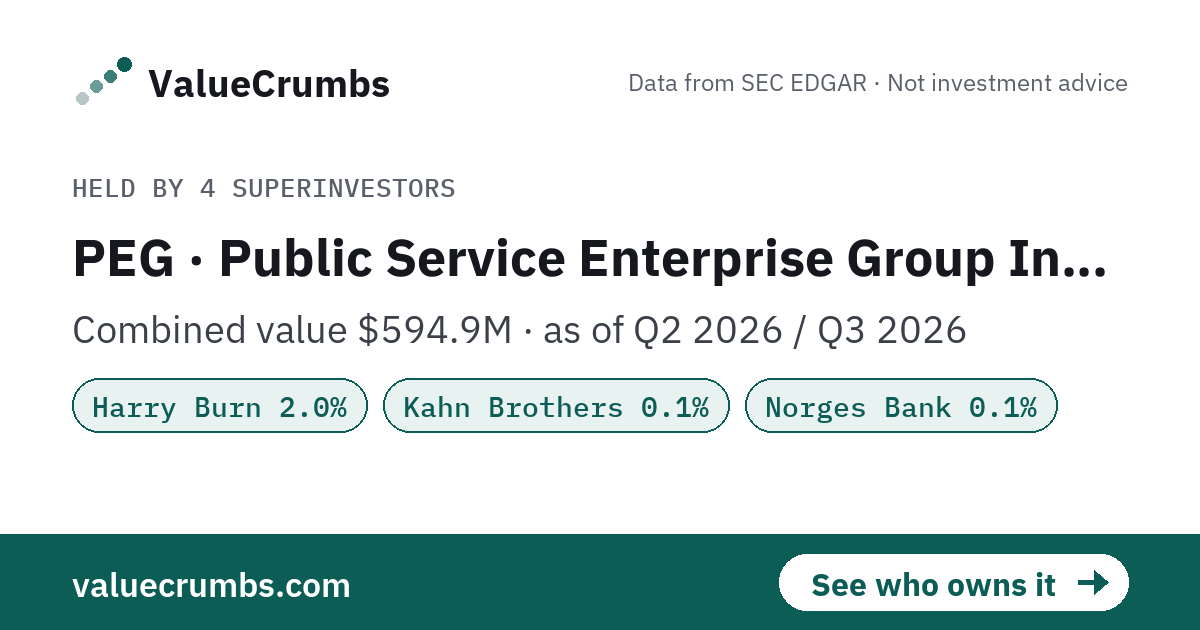 ValueCrumbs
Data from SEC EDGAR · Not investment advice
HELD BY 4 SUPERINVESTORS
PEG · Public Service Enterprise Group In...
Combined value $594.9M · as of Q2 2026 / Q3 2026
Harry Burn 2.0%
Kahn Brothers 0.1%
Norges Bank 0.1%
valuecrumbs.com
See who owns it →